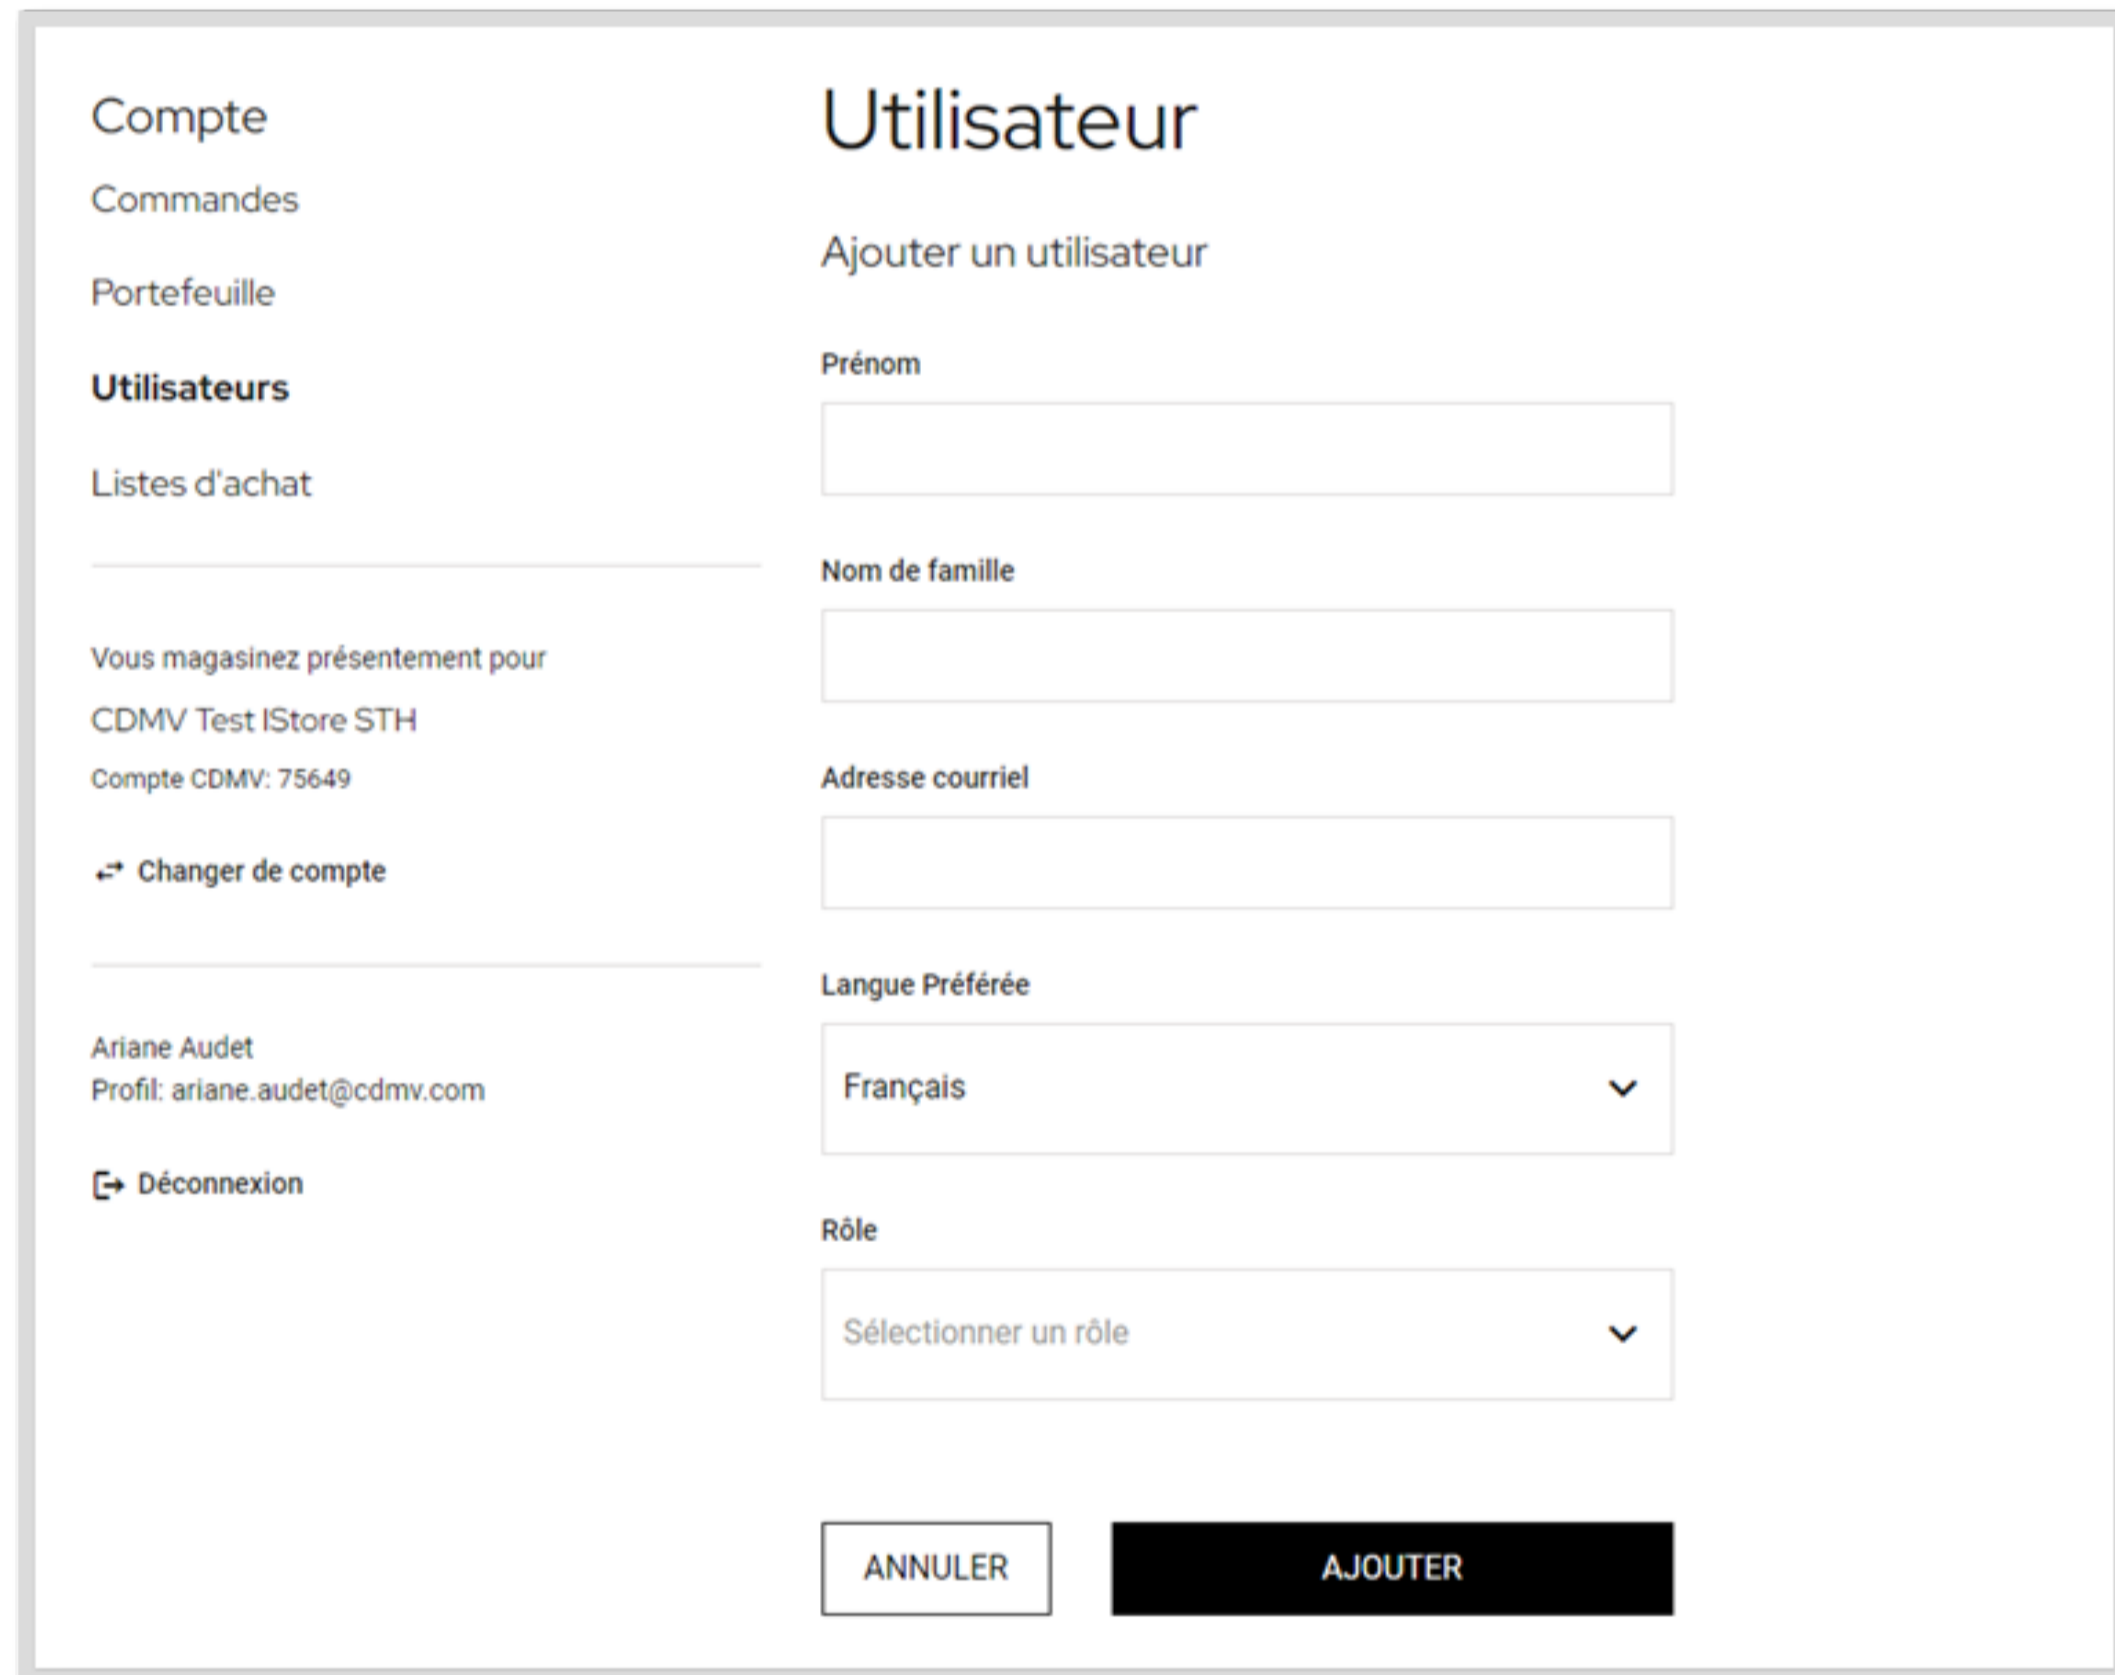 Compte
Commandes
Portefeuille
Utilisateurs
Listes d'achat
Vous magasinez présentement pour
CDMV Test IStore STH
Compte CDMV: 75649
Changer de compte
Ariane Audet
Profil: ariane.audet@cdmv.com
Déconnexion
Utilisateur
Ajouter un utilisateur
Prénom
Nom de famille
Adresse courriel
Langue Préférée
Français
Rôle
Sélectionner un rôle
ANNULER
AJOUTER